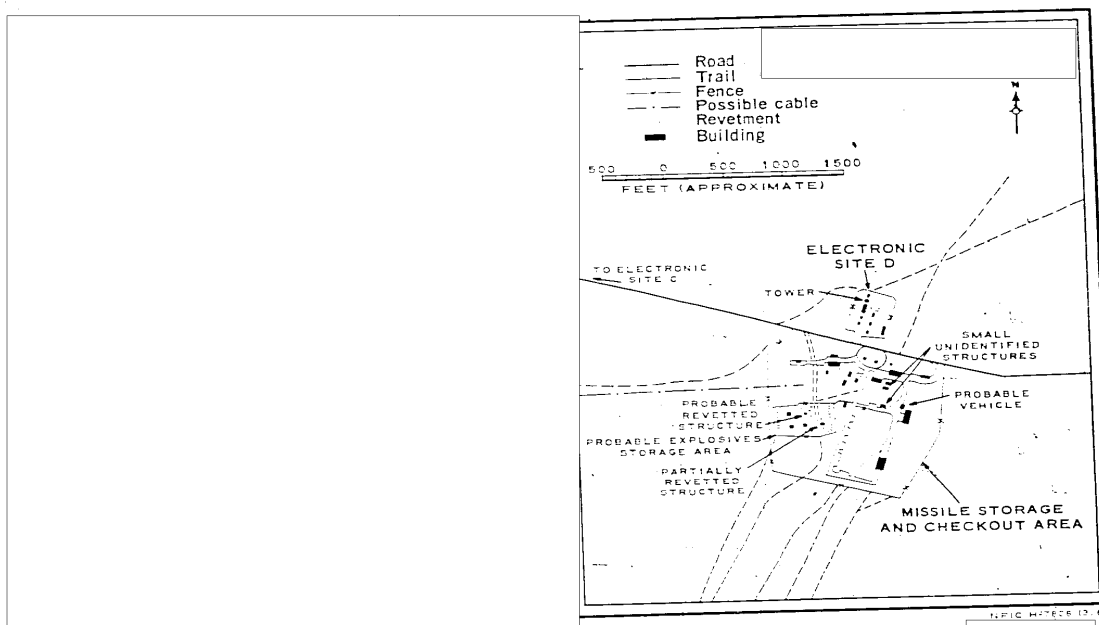 Road
Trail
Fence
Possible cable
Revetment
Building
N
500 0 500 1000 1500
FEET (APPROXIMATE)
ELECTRONIC
SITE D
TO ELECTRONIC
SITE C
TOWER
SMALL
UNIDENTIFIED
STRUCTURES
PROBABLE
VEHICLE
PROBABLE
REVETTED
STRUCTURE
PROBABLE EXPLOSIVES
STORAGE AREA
PARTIALLY
REVETTED
STRUCTURE
MISSILE STORAGE
AND CHECKOUT AREA
NPIC